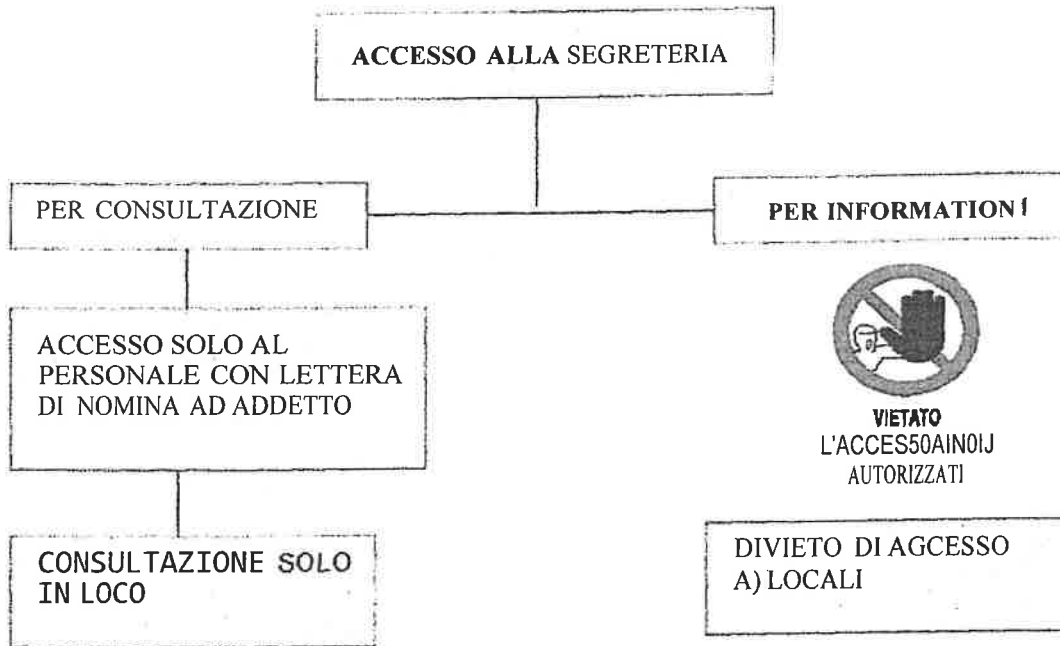 ACCESSO ALLA SEGRETERIA
PER CONSULTAZIONE
PER INFORMATION I
ACCESSO SOLO AL
PERSONALE CON LETTERA
DI NOMINA AD ADDETTO
VIETATO
L'ACCES50AIN0IJ
AUTORIZZATI
CONSULTAZIONE SOLO
IN LOCO
DIVIETO DI AGCESSO
A) LOCALI